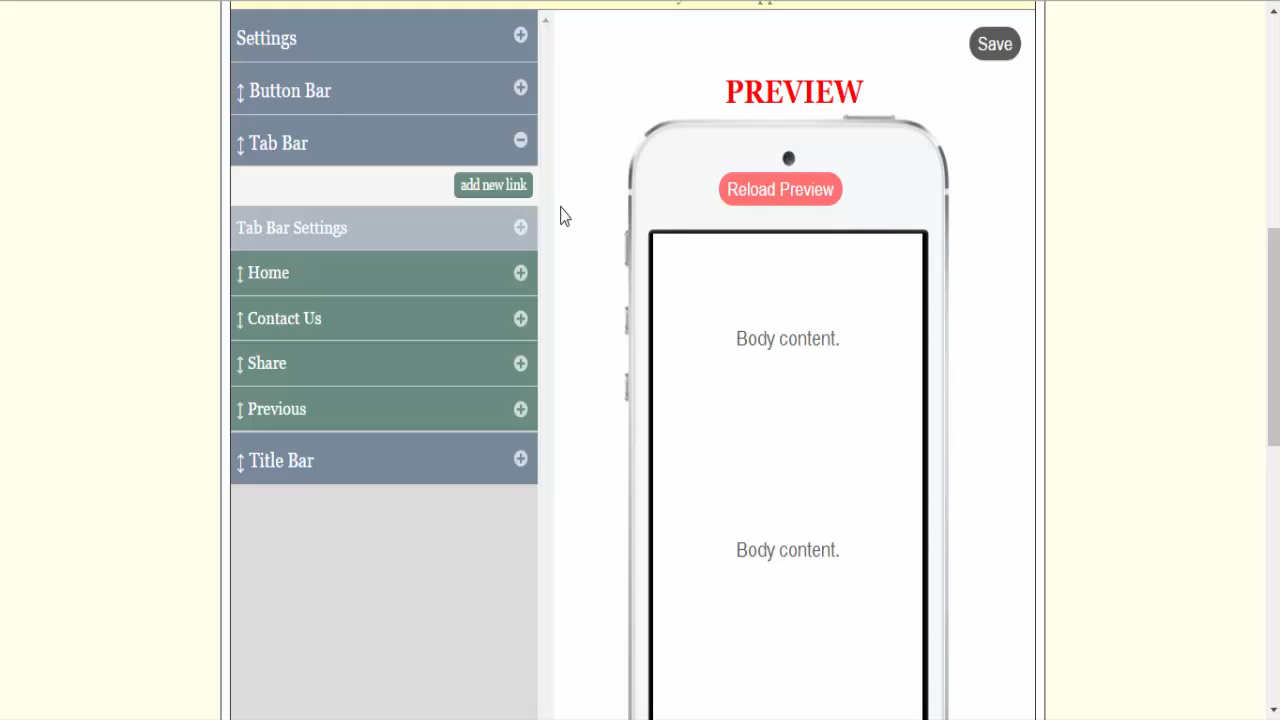 Settings
Button Bar
Tab Bar
add new link
Tab Bar Settings
Home
Contact Us
Share
Previous
Title Bar
Save
PREVIEW
Reload Preview
Body content.
Body content.